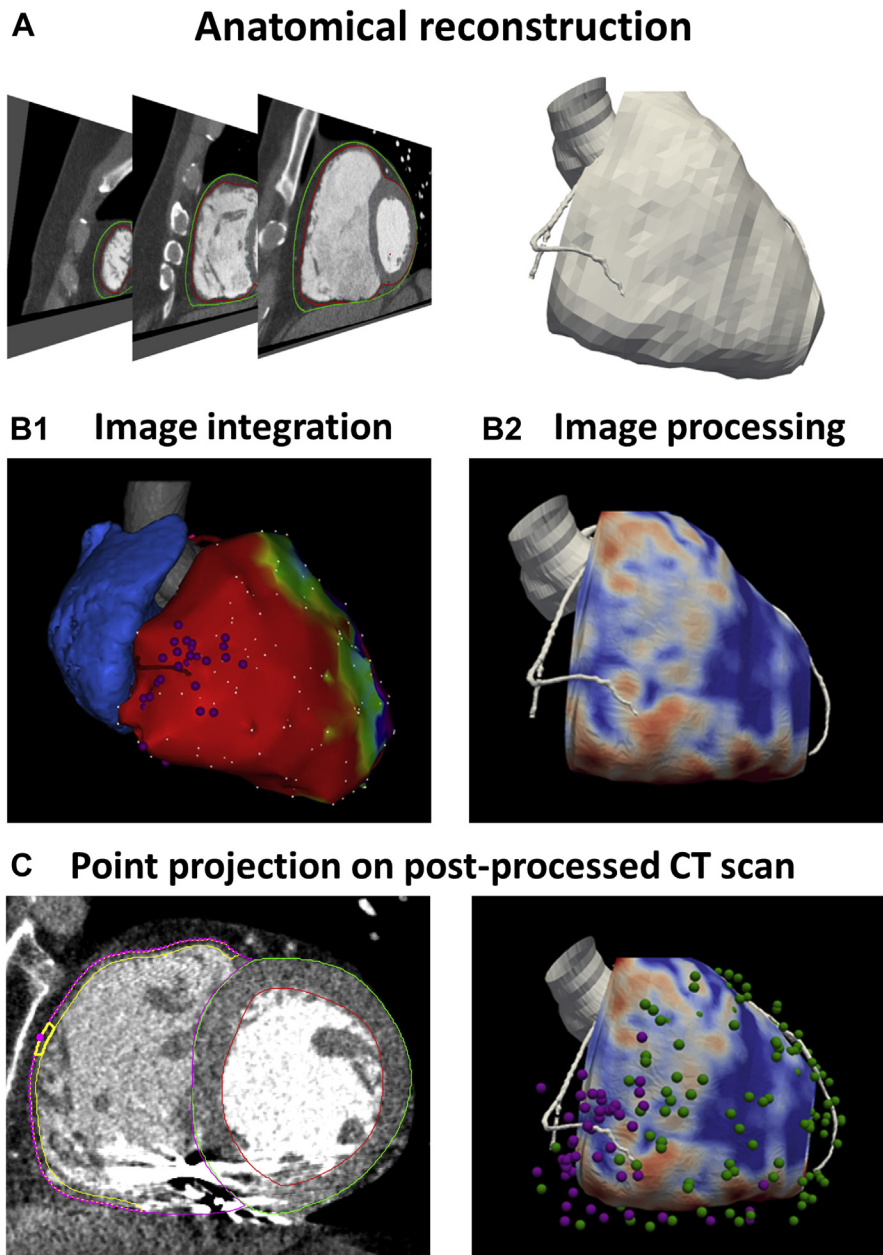 A Anatomical reconstruction
B1 Image integration
B2 Image processing
C Point projection on post-processed CT scan